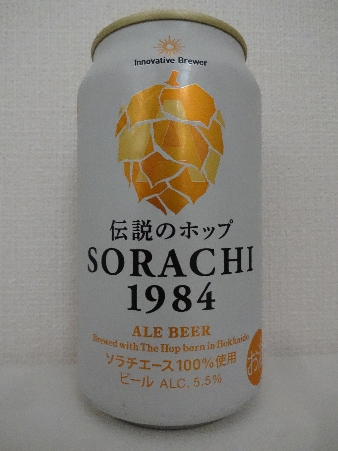 Innovative Brewer
伝説のホップ
SORACHI
1984
ALE BEER
Brewed with The Hop born in Hokkaido
ソラチエース100%使用
ビール ALC. 5.5%
お